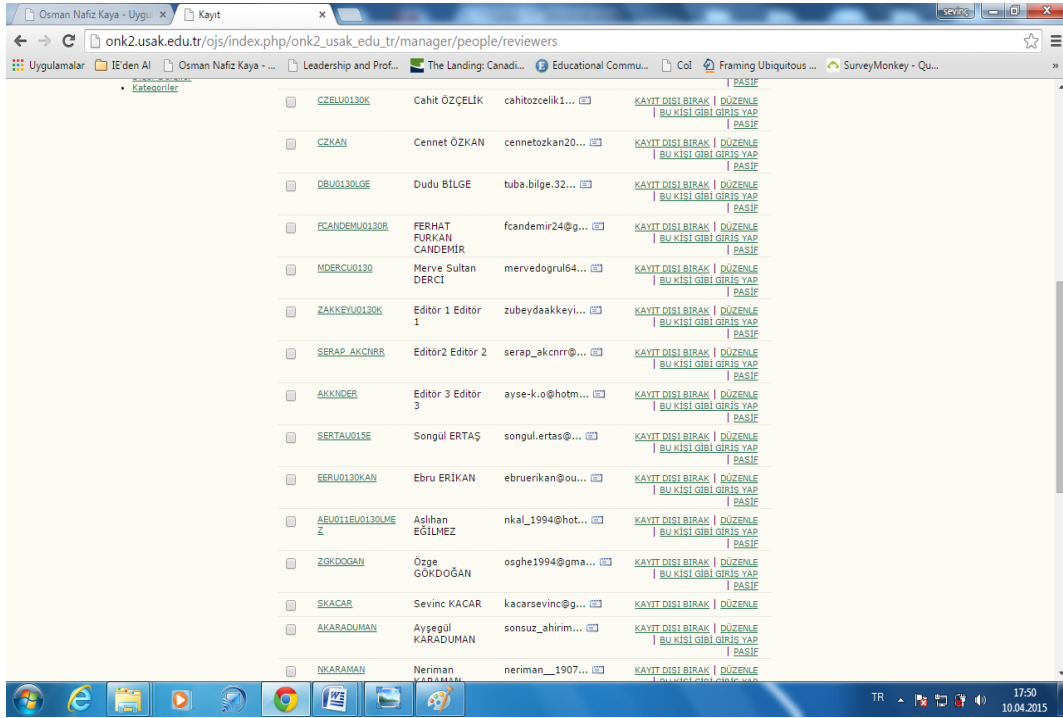 Osman Nafiz Kaya - Uygul
Kayıt
sevinç
onk2.usak.edu.tr/ojs/index.php/onk2_usak_edu_tr/manager/people/reviewers
Uygulamalar IE'den Al Osman Nafiz Kaya - ... Leadership and Prof... The Landing: Canadi... Educational Commu... CoI Framing Ubiquitous ... SurveyMonkey - Qu... »
| PASİF
Kategoriler
CZELU0130K Cahit ÖZÇELİK cahitozcelik1... KAYIT DIŞI BIRAK | DÜZENLE
| BU KİŞİ GİBİ GİRİŞ YAP
| PASİF
CZKAN Cennet ÖZKAN cennetozkan20... KAYIT DIŞI BIRAK | DÜZENLE
| BU KİŞİ GİBİ GİRİŞ YAP
| PASİF
DBU0130LGE Dudu BİLGE tuba.bilge.32... KAYIT DIŞI BIRAK | DÜZENLE
| BU KİŞİ GİBİ GİRİŞ YAP
| PASİF
FCANDEMU0130R FERHAT fcandemir24@g... KAYIT DIŞI BIRAK | DÜZENLE
FURKAN | BU KİŞİ GİBİ GİRİŞ YAP
CANDEMİR | PASİF
MDERCU0130 Merve Sultan mervedogrul64... KAYIT DIŞI BIRAK | DÜZENLE
DERCİ | BU KİŞİ GİBİ GİRİŞ YAP
| PASİF
ZAKKEYU0130K Editör 1 Editör zubeydaakkeyi... KAYIT DIŞI BIRAK | DÜZENLE
1 | BU KİŞİ GİBİ GİRİŞ YAP
| PASİF
SERAP_AKCNRR Editör2 Editör 2 serap_akcnrr@... KAYIT DIŞI BIRAK | DÜZENLE
| BU KİŞİ GİBİ GİRİŞ YAP
| PASİF
AKKNDER Editör 3 Editör ayse-k.o@hotm... KAYIT DIŞI BIRAK | DÜZENLE
3 | BU KİŞİ GİBİ GİRİŞ YAP
| PASİF
SERTAU015E Songül ERTAŞ songul.ertas@... KAYIT DIŞI BIRAK | DÜZENLE
| BU KİŞİ GİBİ GİRİŞ YAP
| PASİF
EERU0130KAN Ebru ERİKAN ebruerikan@ou... KAYIT DIŞI BIRAK | DÜZENLE
| BU KİŞİ GİBİ GİRİŞ YAP
| PASİF
AEU011EU0130LME Aslıhan nkal_1994@hot... KAYIT DIŞI BIRAK | DÜZENLE
Z EĞİLMEZ | BU KİŞİ GİBİ GİRİŞ YAP
| PASİF
ZGKDOGAN Özge osghe1994@gma... KAYIT DIŞI BIRAK | DÜZENLE
GÖKDOĞAN | BU KİŞİ GİBİ GİRİŞ YAP
| PASİF
SKACAR Sevinc KACAR kacarsevinc@g... KAYIT DIŞI BIRAK | DÜZENLE
AKARADUMAN Ayşegül sonsuz_ahirim... KAYIT DIŞI BIRAK | DÜZENLE
KARADUMAN | BU KİŞİ GİBİ GİRİŞ YAP
| PASİF
NKARAMAN Neriman neriman__1907... KAYIT DIŞI BIRAK | DÜZENLE
KARAMAN | BU KİŞİ GİBİ GİRİŞ YAP
TR 17:50
10.04.2015